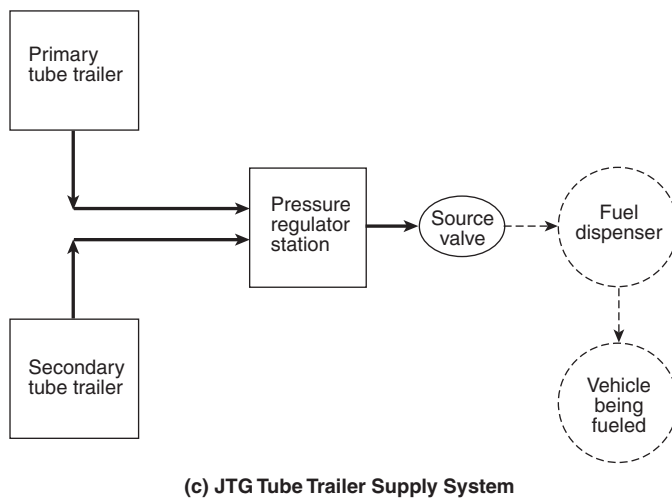 Primary
tube trailer
Pressure
regulator
station
Source
valve
Fuel
dispenser
Secondary
tube trailer
Vehicle
being
fueled
(c) JTG Tube Trailer Supply System